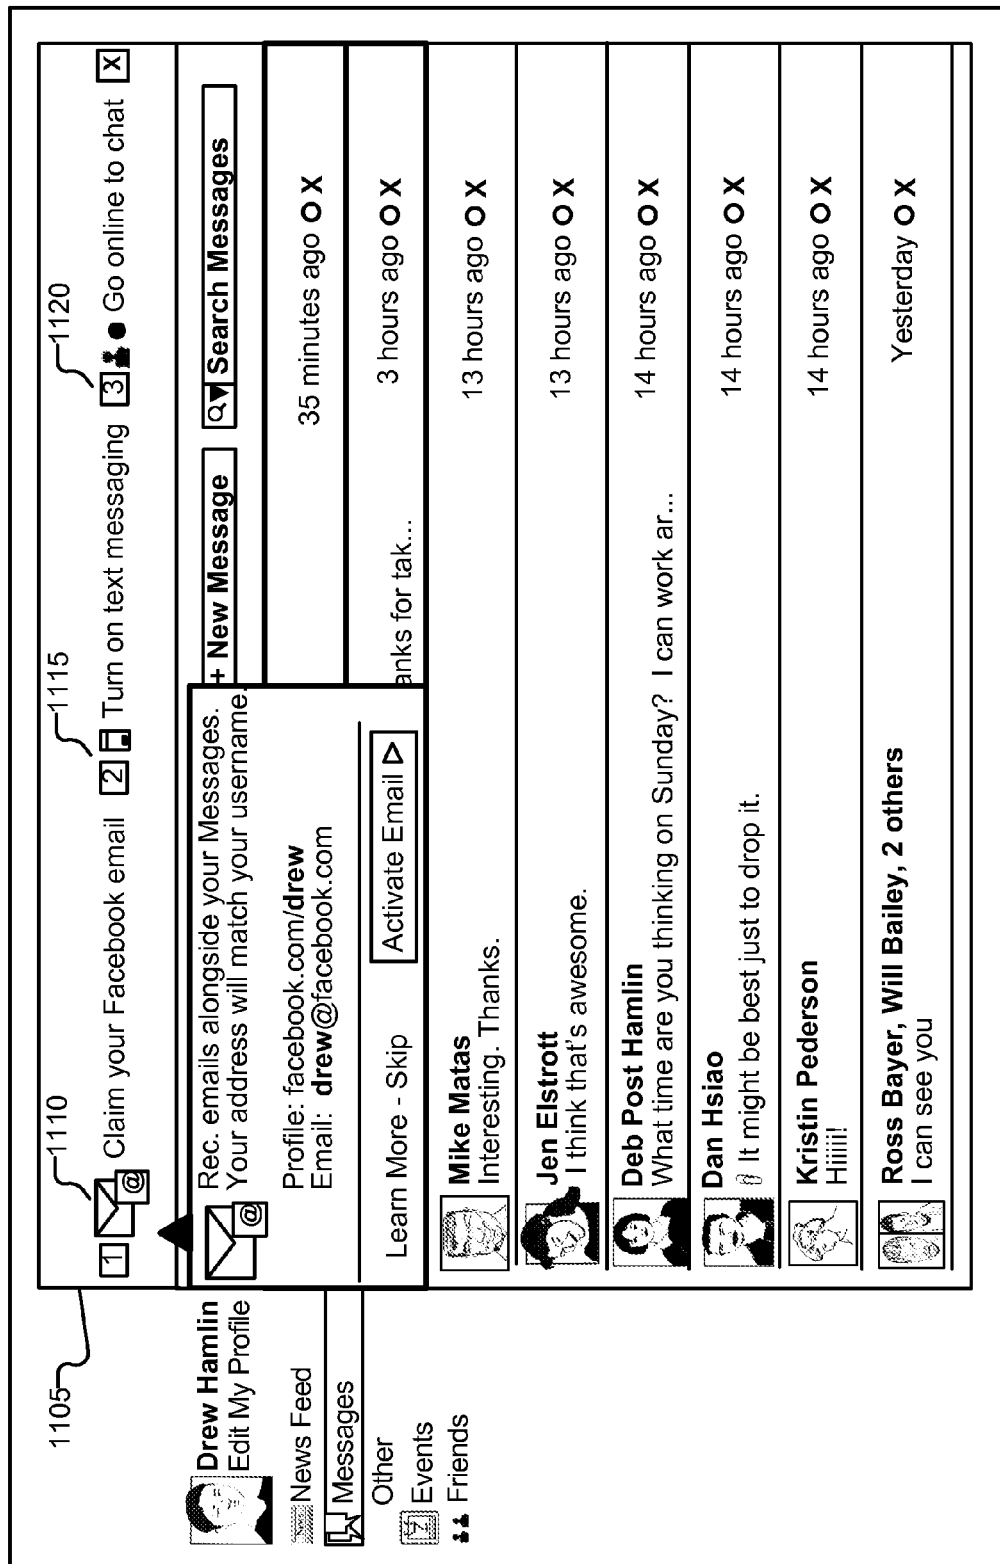 1105
1110
1115
1120
1 @ Claim your Facebook email 2 Turn on text messaging 3 Go online to chat X
Drew Hamlin
Edit My Profile
News Feed
Messages
Other
7 Events
Friends
+ New Message
Search Messages
@ Rec. emails alongside your Messages.
Your address will match your username.
Profile: facebook.com/drew
Email: drew@facebook.com
Learn More - Skip
Activate Email
35 minutes ago O X
anks for tak...
3 hours ago O X
Mike Matas
Interesting. Thanks.
13 hours ago O X
Jen Elstrott
I think that's awesome.
13 hours ago O X
Deb Post Hamlin
What time are you thinking on Sunday? I can work ar...
14 hours ago O X
Dan Hsiao
It might be best just to drop it.
14 hours ago O X
Kristin Pederson
Hiiiii!
14 hours ago O X
Ross Bayer, Will Bailey, 2 others
I can see you
Yesterday O X